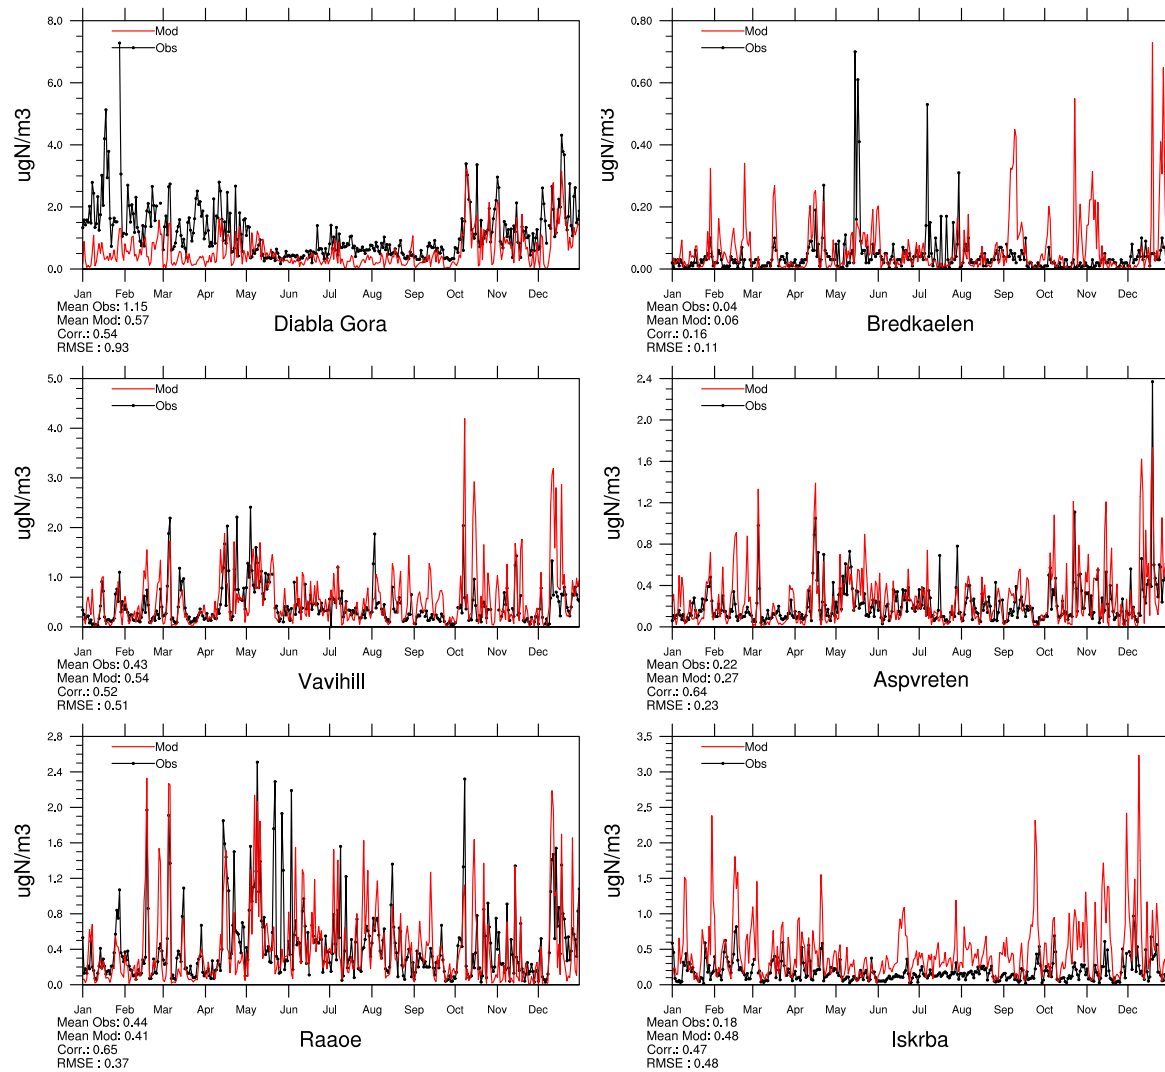 8.0
6.0
4.0
2.0
0.0
ugN/m3
Mod
Obs
Jan Feb Mar Apr May Jun Jul Aug Sep Oct Nov Dec
Mean Obs: 1.15
Mean Mod: 0.57
Corr.: 0.54
RMSE : 0.93
Diabla Gora
0.80
0.60
0.40
0.20
0.00
ugN/m3
Mod
Obs
Jan Feb Mar Apr May Jun Jul Aug Sep Oct Nov Dec
Mean Obs: 0.04
Mean Mod: 0.06
Corr.: 0.16
RMSE : 0.11
Bredkaelen
5.0
4.0
3.0
2.0
1.0
0.0
ugN/m3
Mod
Obs
Jan Feb Mar Apr May Jun Jul Aug Sep Oct Nov Dec
Mean Obs: 0.43
Mean Mod: 0.54
Corr.: 0.52
RMSE : 0.51
Vavihill
2.4
2.0
1.6
1.2
0.8
0.4
0.0
ugN/m3
Mod
Obs
Jan Feb Mar Apr May Jun Jul Aug Sep Oct Nov Dec
Mean Obs: 0.22
Mean Mod: 0.27
Corr.: 0.64
RMSE : 0.23
Aspvreten
2.8
2.4
2.0
1.6
1.2
0.8
0.4
0.0
ugN/m3
Mod
Obs
Jan Feb Mar Apr May Jun Jul Aug Sep Oct Nov Dec
Mean Obs: 0.44
Mean Mod: 0.41
Corr.: 0.65
RMSE : 0.37
Raaoe
3.5
3.0
2.5
2.0
1.5
1.0
0.5
0.0
ugN/m3
Mod
Obs
Jan Feb Mar Apr May Jun Jul Aug Sep Oct Nov Dec
Mean Obs: 0.18
Mean Mod: 0.48
Corr.: 0.47
RMSE : 0.48
Iskrba